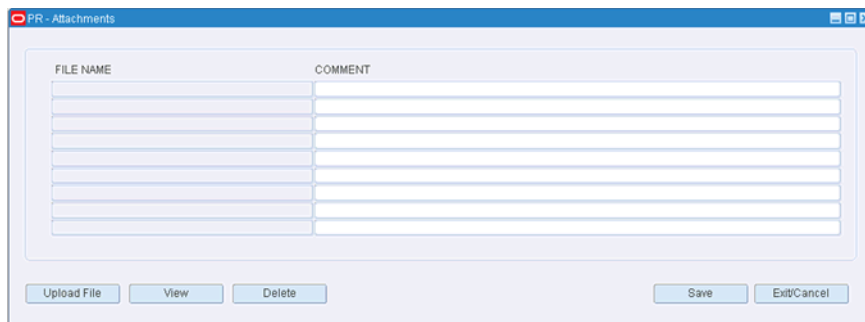 PR - Attachments
FILE NAME COMMENT
Upload File View Delete Save Exit/Cancel